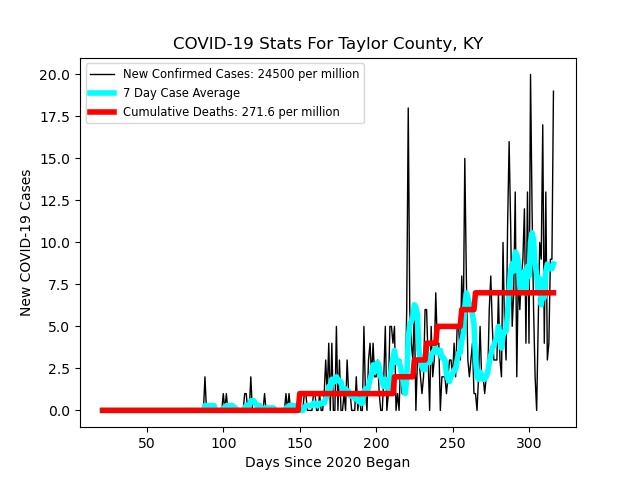 COVID-19 Stats For Taylor County, KY
New Confirmed Cases: 24500 per million
7 Day Case Average
Cumulative Deaths: 271.6 per million
New COVID-19 Cases
20.0
17.5
15.0
12.5
10.0
7.5
5.0
2.5
0.0
50 100 150 200 250 300
Days Since 2020 Began